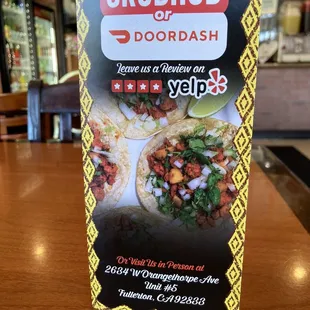 GRUBHUB
or
DOORDASH
Leave us a Review on
yelp
Or Visit Us in Person at
2634 W Orangethorpe Ave
Unit #5
Fullerton, CA 92833